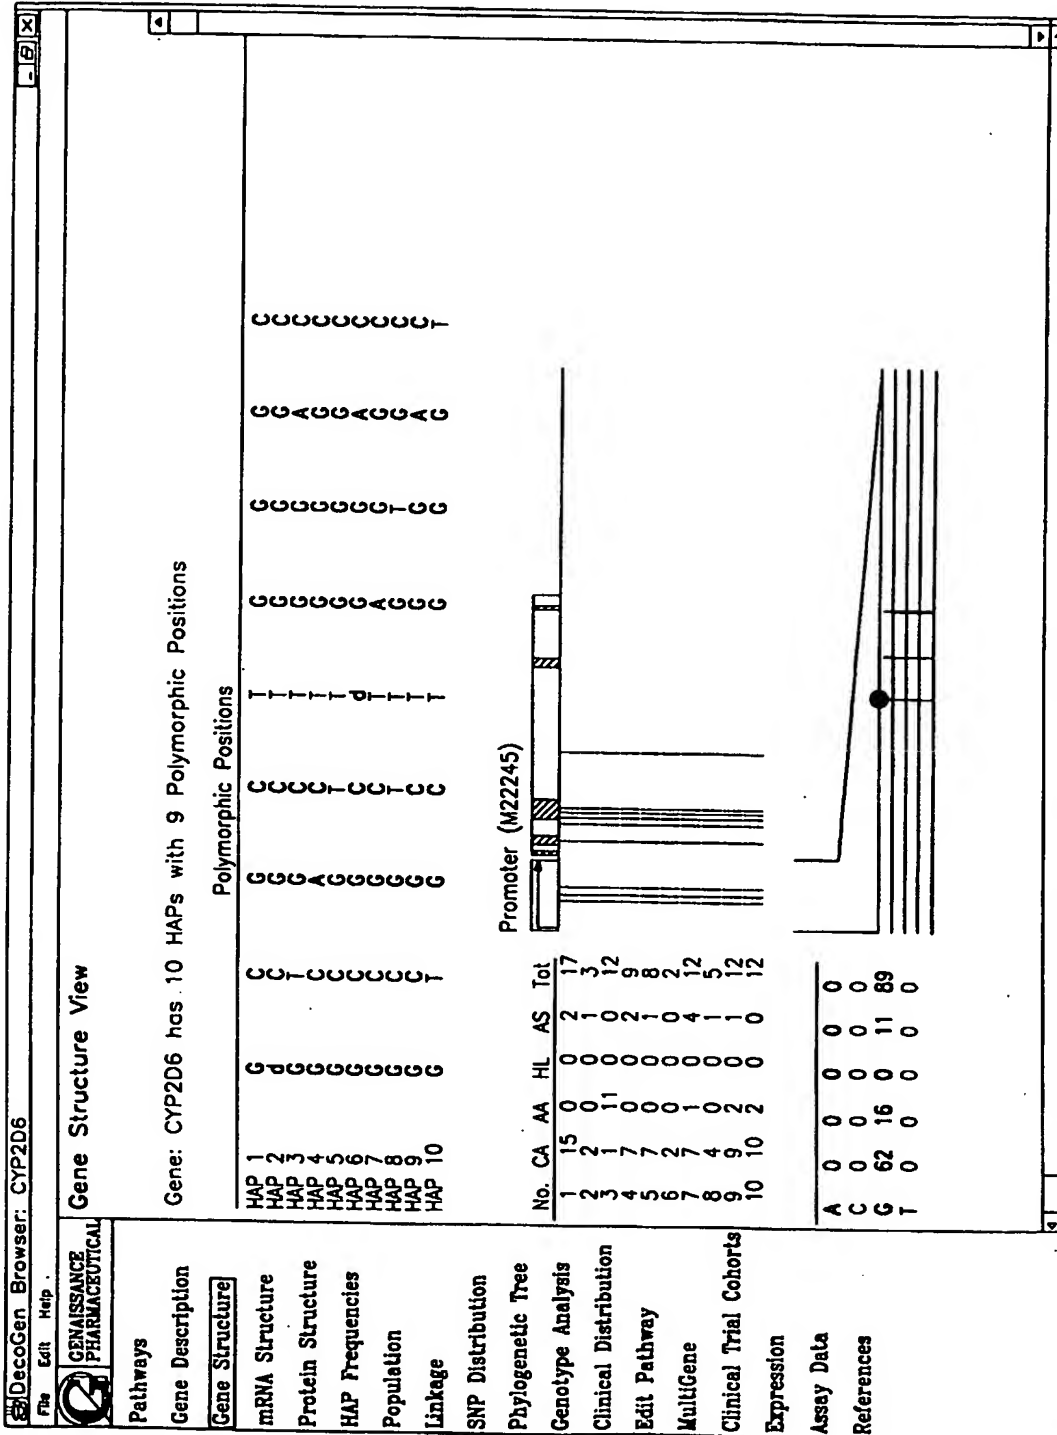 DecoGen Browser: CYP2D6
File Edit Help
GENAISSANCE
PHARMACEUTICAL
Pathways
Gene Description
Gene Structure
mRNA Structure
Protein Structure
HAP Frequencies
Population
Linkage
SNP Distribution
Phylogenetic Tree
Genotype Analysis
Clinical Distribution
Edit Pathway
MultiGene
Clinical Trial Cohorts
Expression
Assay Data
References
Gene Structure View
Gene: CYP2D6 has 10 HAPs with 9 Polymorphic Positions
Polymorphic Positions
HAP 1 G C G C T G G G C
HAP 2 d C G C T G G G C
HAP 3 G T G C T G G A C
HAP 4 G C A C T G G G C
HAP 5 G C G T T G G G C
HAP 6 G C G C d G G A C
HAP 7 G C G C T A G G C
HAP 8 G C G T T G T G C
HAP 9 G C G C T G G A C
HAP 10 G T G C T G G G T
Promoter (M22245)
No. CA AA HL AS Tot
1 15 0 0 2 17
2 2 0 0 1 3
3 1 11 0 0 12
4 7 0 0 2 9
5 7 0 0 1 8
6 2 0 0 0 2
7 7 1 0 4 12
8 4 0 0 1 5
9 9 2 0 1 12
10 10 2 0 0 12
A 0 0 0 0 0
C 0 0 0 0 0
G 62 16 0 11 89
T 0 0 0 0 0